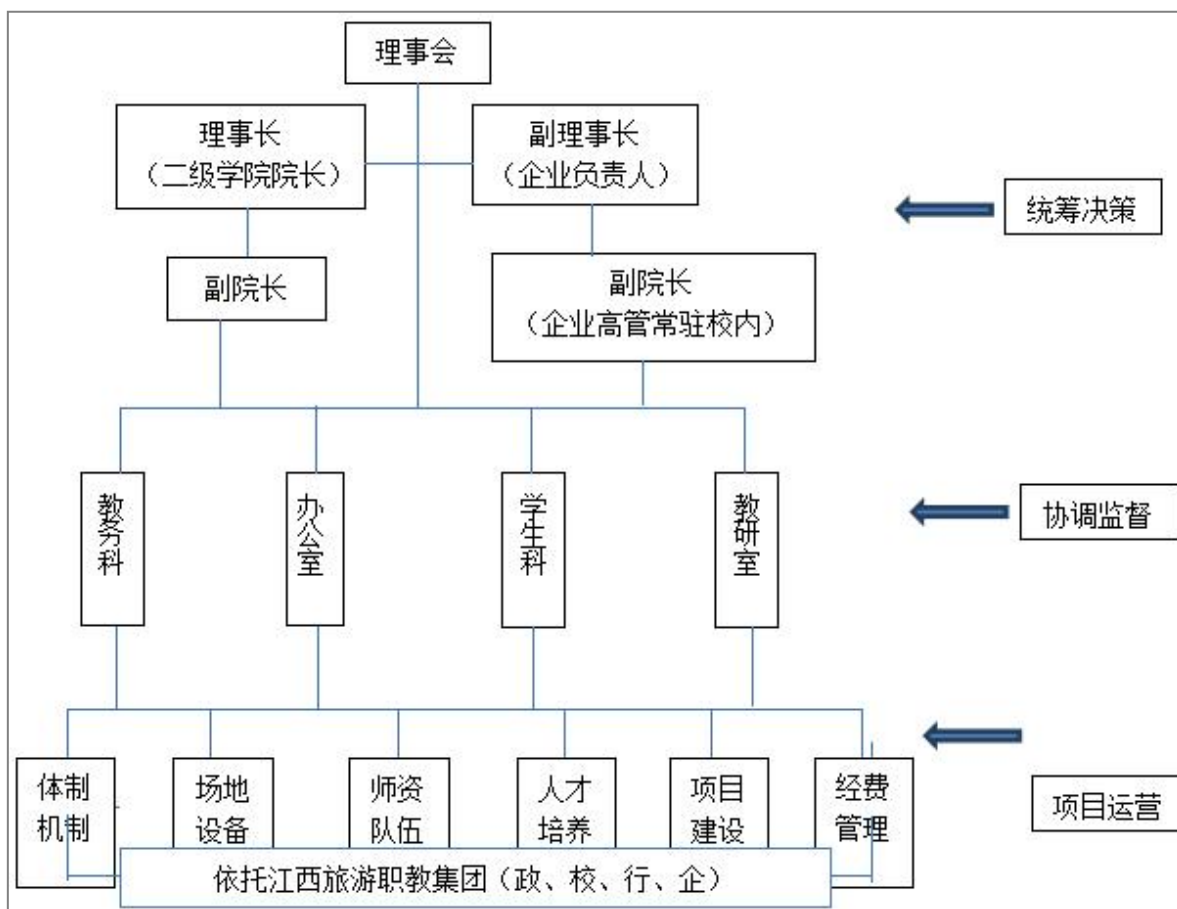 理事会
理事长
（二级学院院长）
副理事长
（企业负责人）
统筹决策
副院长
副院长
（企业高管常驻校内）
教务科
办公室
学生科
教研室
协调监督
体制
机制
场地
设备
师资
队伍
人才
培养
项目
建设
经费
管理
项目运营
依托江西旅游职教集团（政、校、行、企）